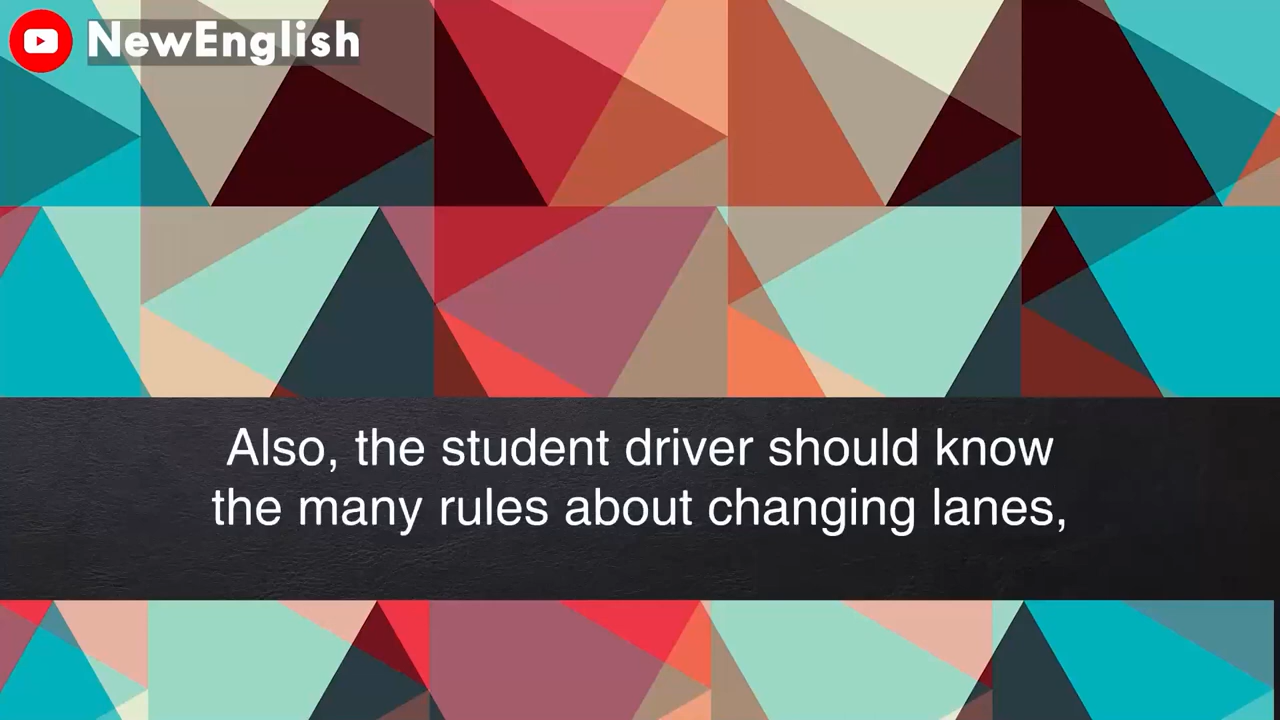 NewEnglish
Also, the student driver should know
the many rules about changing lanes,